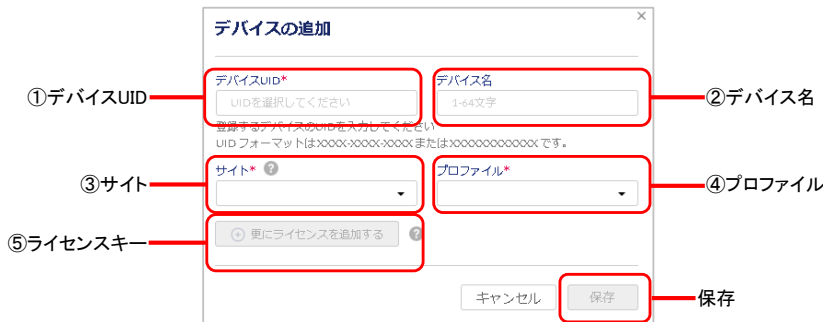 デバイスの追加
×
①デバイスUID
デバイスUID*
UIDを選択してください
デバイス名
1-64文字
②デバイス名
登録するデバイスのUIDを入力してください
UID フォーマットはXXXX-XXXX-XXXXまたはXXXXXXXXXXXXです。
③サイト
サイト* ?
プロファイル*
④プロファイル
⑤ライセンスキー
更にライセンスを追加する ?
キャンセル
保存
保存